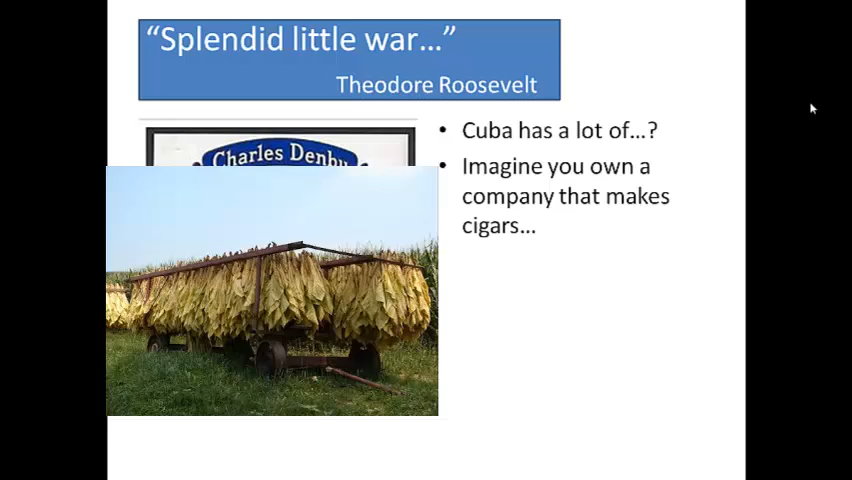 “Splendid little war…”
Theodore Roosevelt
• Cuba has a lot of…?
• Imagine you own a
company that makes
cigars…
Charles Denby